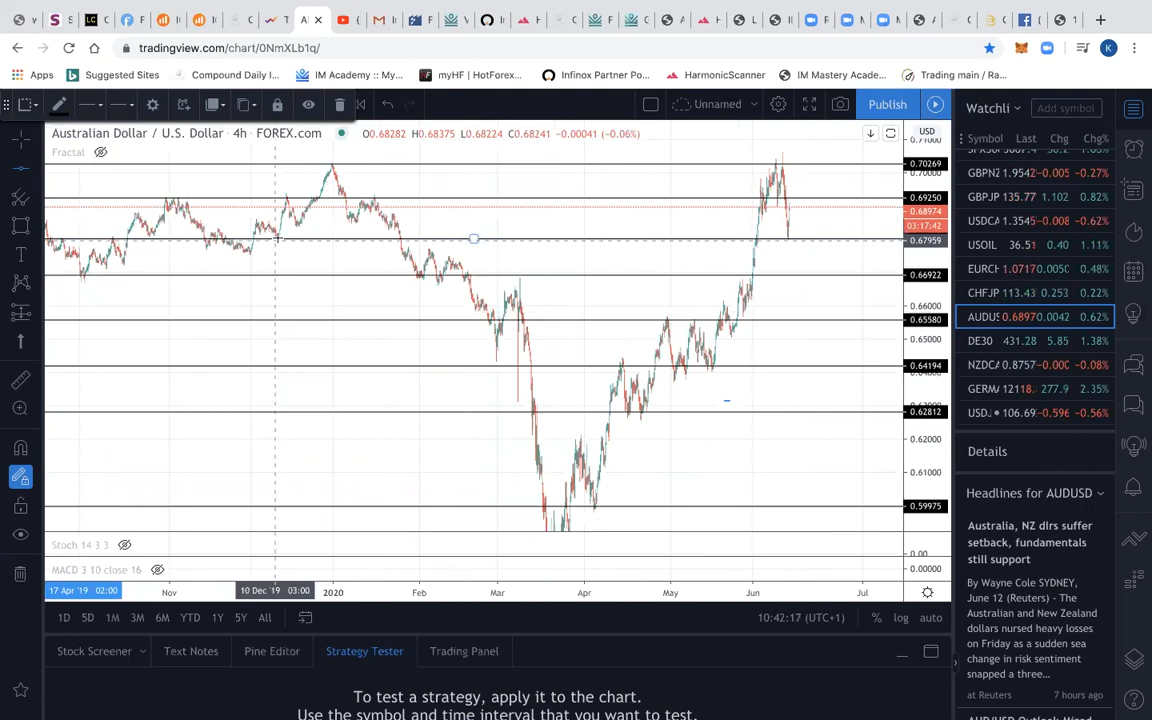 tradingview.com/chart/0NmXLb1q/
Apps
Suggested Sites
Compound Daily I...
IM Academy :: My...
myHF | HotForex...
Infinox Partner Po...
HarmonicScanner
IM Mastery Acade...
Trading main / Ra...
Unnamed
Publish
Watchli
Add symbol
Australian Dollar / U.S. Dollar · 4h · FOREX.com
O0.68282 H0.68375 L0.68224 C0.68241 −0.00041 (−0.06%)
USD
Symbol Last Chg Chg%
Fractal
0.70269
0.70000
0.69250
0.68974
03:17:42
0.67959
0.66922
0.66000
0.65580
0.65000
0.64194
0.62812
0.62000
0.61000
0.59975
GBPN2 1.9542 -0.005 -0.27%
GBPJP 135.77 1.102 0.82%
USDCA 1.3545 -0.008 -0.62%
USOIL 36.51 0.40 1.11%
EURCH 1.0717 0.0050 0.48%
CHFJP 113.43 0.253 0.22%
AUDUS 0.6897 0.0042 0.62%
DE30 431.28 5.85 1.38%
NZDCA 0.8757 -0.000 -0.08%
GERM 12118. 277.9 2.35%
USDJ 106.69 -0.596 -0.56%
Details
Headlines for AUDUSD
Australia, NZ dlrs suffer
setback, fundamentals
still support
By Wayne Cole SYDNEY,
June 12 (Reuters) - The
Australian and New Zealand
dollars nursed heavy losses
on Friday as a sudden sea
change in risk sentiment
snapped a three...
at Reuters 7 hours ago
Stoch 14 3 3
0.00
MACD 3 10 close 16
0.00000
17 Apr '19 02:00
Nov
10 Dec '19 03:00
2020
Feb
Mar
Apr
May
Jun
Jul
1D 5D 1M 3M 6M YTD 1Y 5Y All
10:42:17 (UTC+1)
% log auto
Stock Screener
Text Notes
Pine Editor
Strategy Tester
Trading Panel
To test a strategy, apply it to the chart.
Use the symbol and time interval that you want to test.